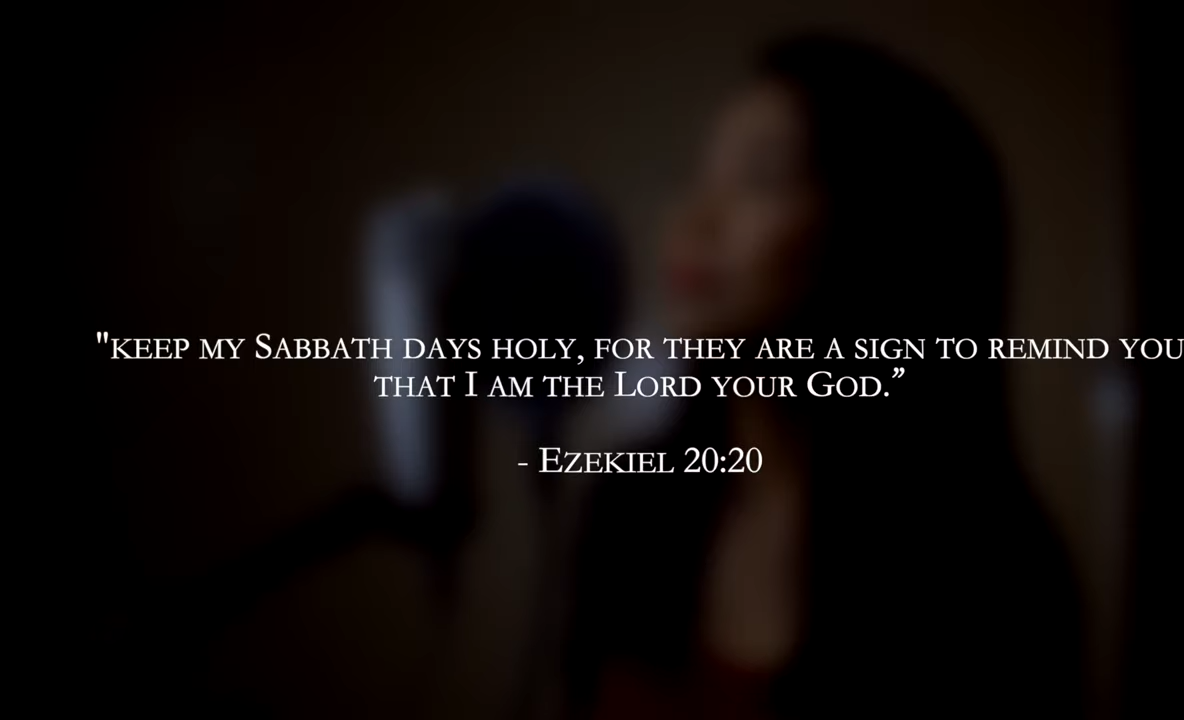 "keep my Sabbath days holy, for they are a sign to remind you
that I am the Lord your God.”
- Ezekiel 20:20